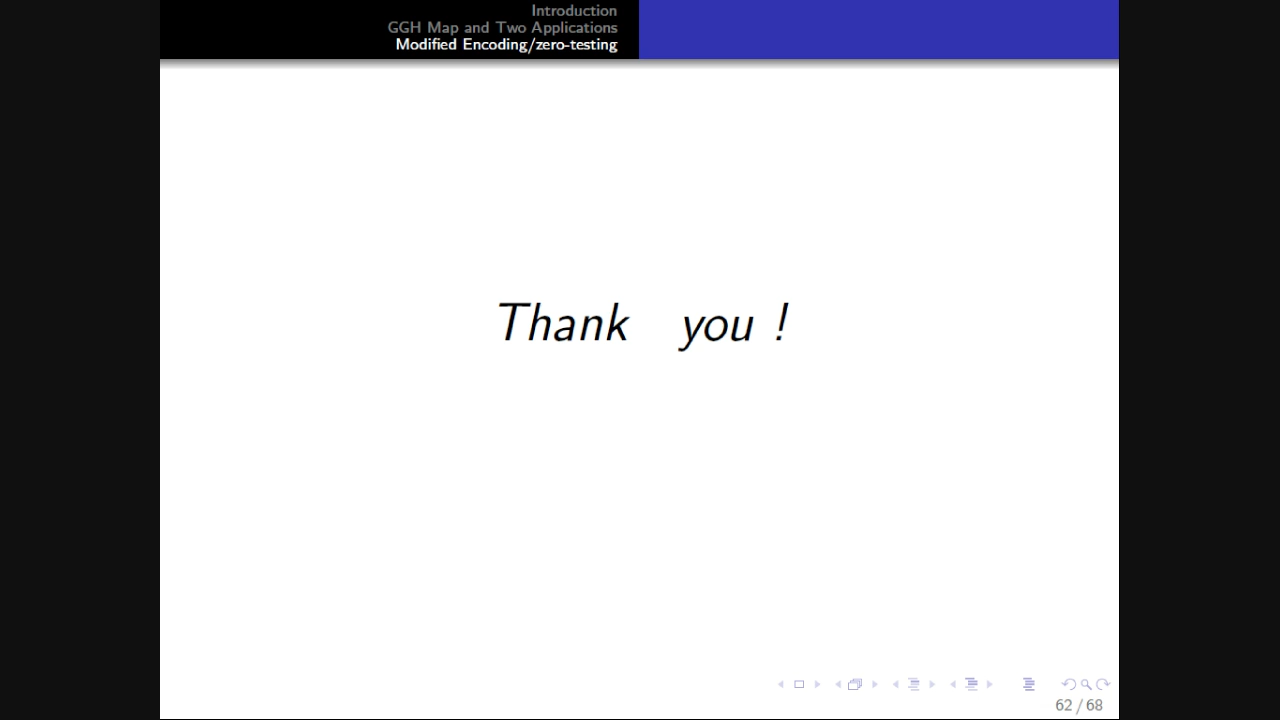 Introduction
GGH Map and Two Applications
Modified Encoding/zero-testing
Thank you !
62 / 68